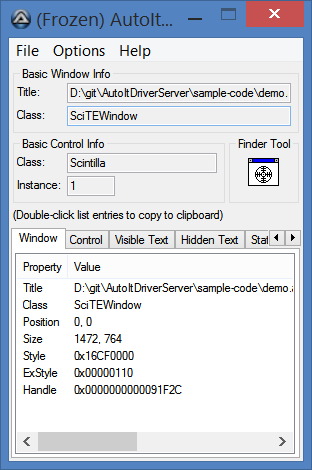 (Frozen) AutoIt...
File Options Help
Basic Window Info
Title: D:\git\AutoItDriverServer\sample-code\demo.
Class: SciTEWindow
Basic Control Info
Finder Tool
Class: Scintilla
Instance: 1
(Double-click list entries to copy to clipboard)
Window Control Visible Text Hidden Text Stat
Property Value
Title D:\git\AutoItDriverServer\sample-code\demo.a
Class SciTEWindow
Position 0, 0
Size 1472, 764
Style 0x16CF0000
ExStyle 0x00000110
Handle 0x0000000000091F2C